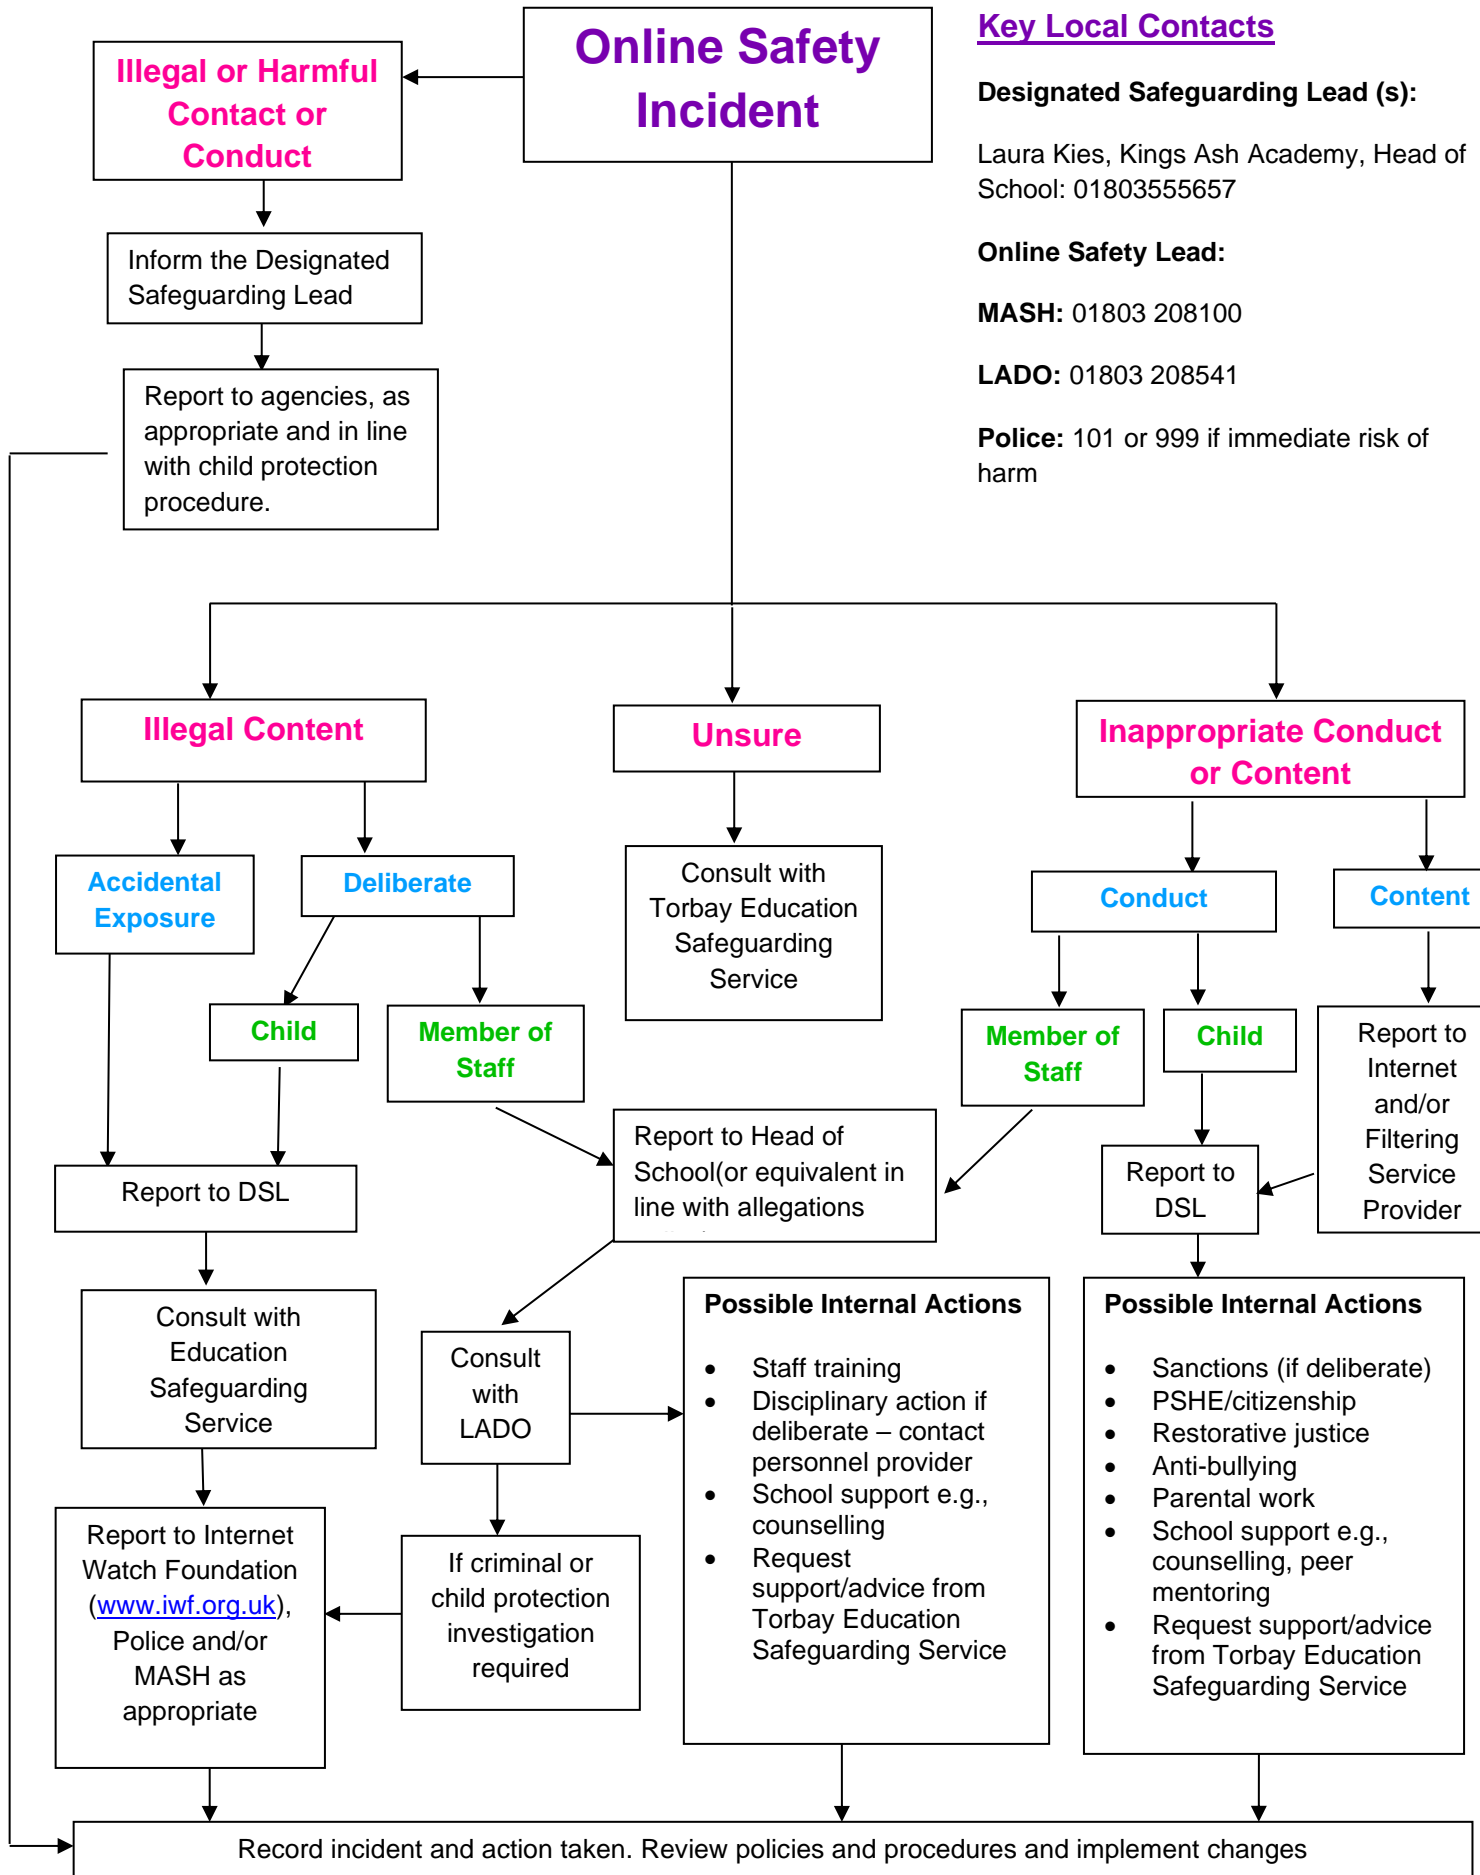 Online Safety
Incident
Illegal or Harmful
Contact or
Conduct
Inform the Designated
Safeguarding Lead
Report to agencies, as
appropriate and in line
with child protection
procedure.
Key Local Contacts
Designated Safeguarding Lead (s):
Laura Kies, Kings Ash Academy, Head of
School: 01803555657
Online Safety Lead:
MASH: 01803 208100
LADO: 01803 208541
Police: 101 or 999 if immediate risk of
harm
Illegal Content
Unsure
Inappropriate Conduct
or Content
Accidental
Exposure
Deliberate
Consult with
Torbay Education
Safeguarding
Service
Conduct
Content
Child
Member of
Staff
Member of
Staff
Child
Report to
Internet
and/or
Filtering
Service
Provider
Report to DSL
Report to Head of
School(or equivalent in
line with allegations
Report to
DSL
Consult with
Education
Safeguarding
Service
Consult
with
LADO
Possible Internal Actions
• Staff training
• Disciplinary action if
deliberate – contact
personnel provider
• School support e.g.,
counselling
• Request
support/advice from
Torbay Education
Safeguarding Service
Possible Internal Actions
• Sanctions (if deliberate)
• PSHE/citizenship
• Restorative justice
• Anti-bullying
• Parental work
• School support e.g.,
counselling, peer
mentoring
• Request support/advice
from Torbay Education
Safeguarding Service
Report to Internet
Watch Foundation
(www.iwf.org.uk),
Police and/or
MASH as
appropriate
If criminal or
child protection
investigation
required
Record incident and action taken. Review policies and procedures and implement changes